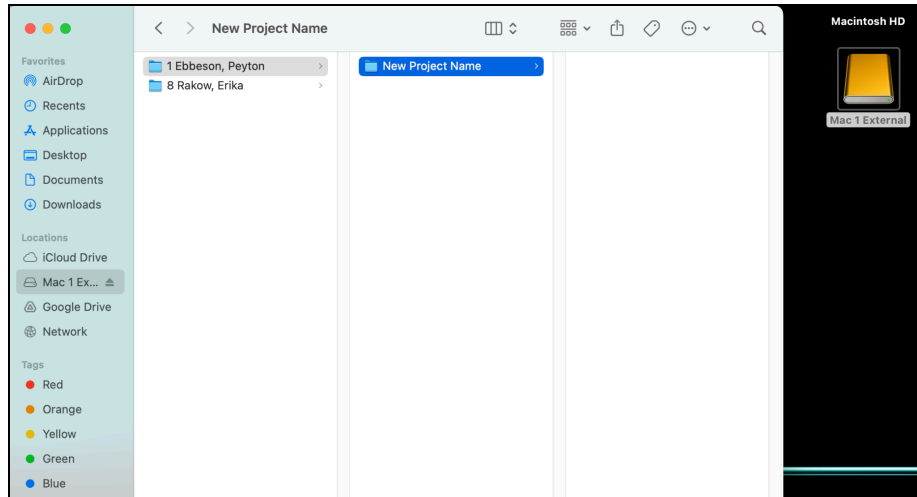 New Project Name
Macintosh HD
Favorites
AirDrop
Recents
Applications
Desktop
Documents
Downloads
Locations
iCloud Drive
Mac 1 Ex...
Google Drive
Network
Tags
Red
Orange
Yellow
Green
Blue
1 Ebbeson, Peyton
8 Rakow, Erika
New Project Name
Mac 1 External